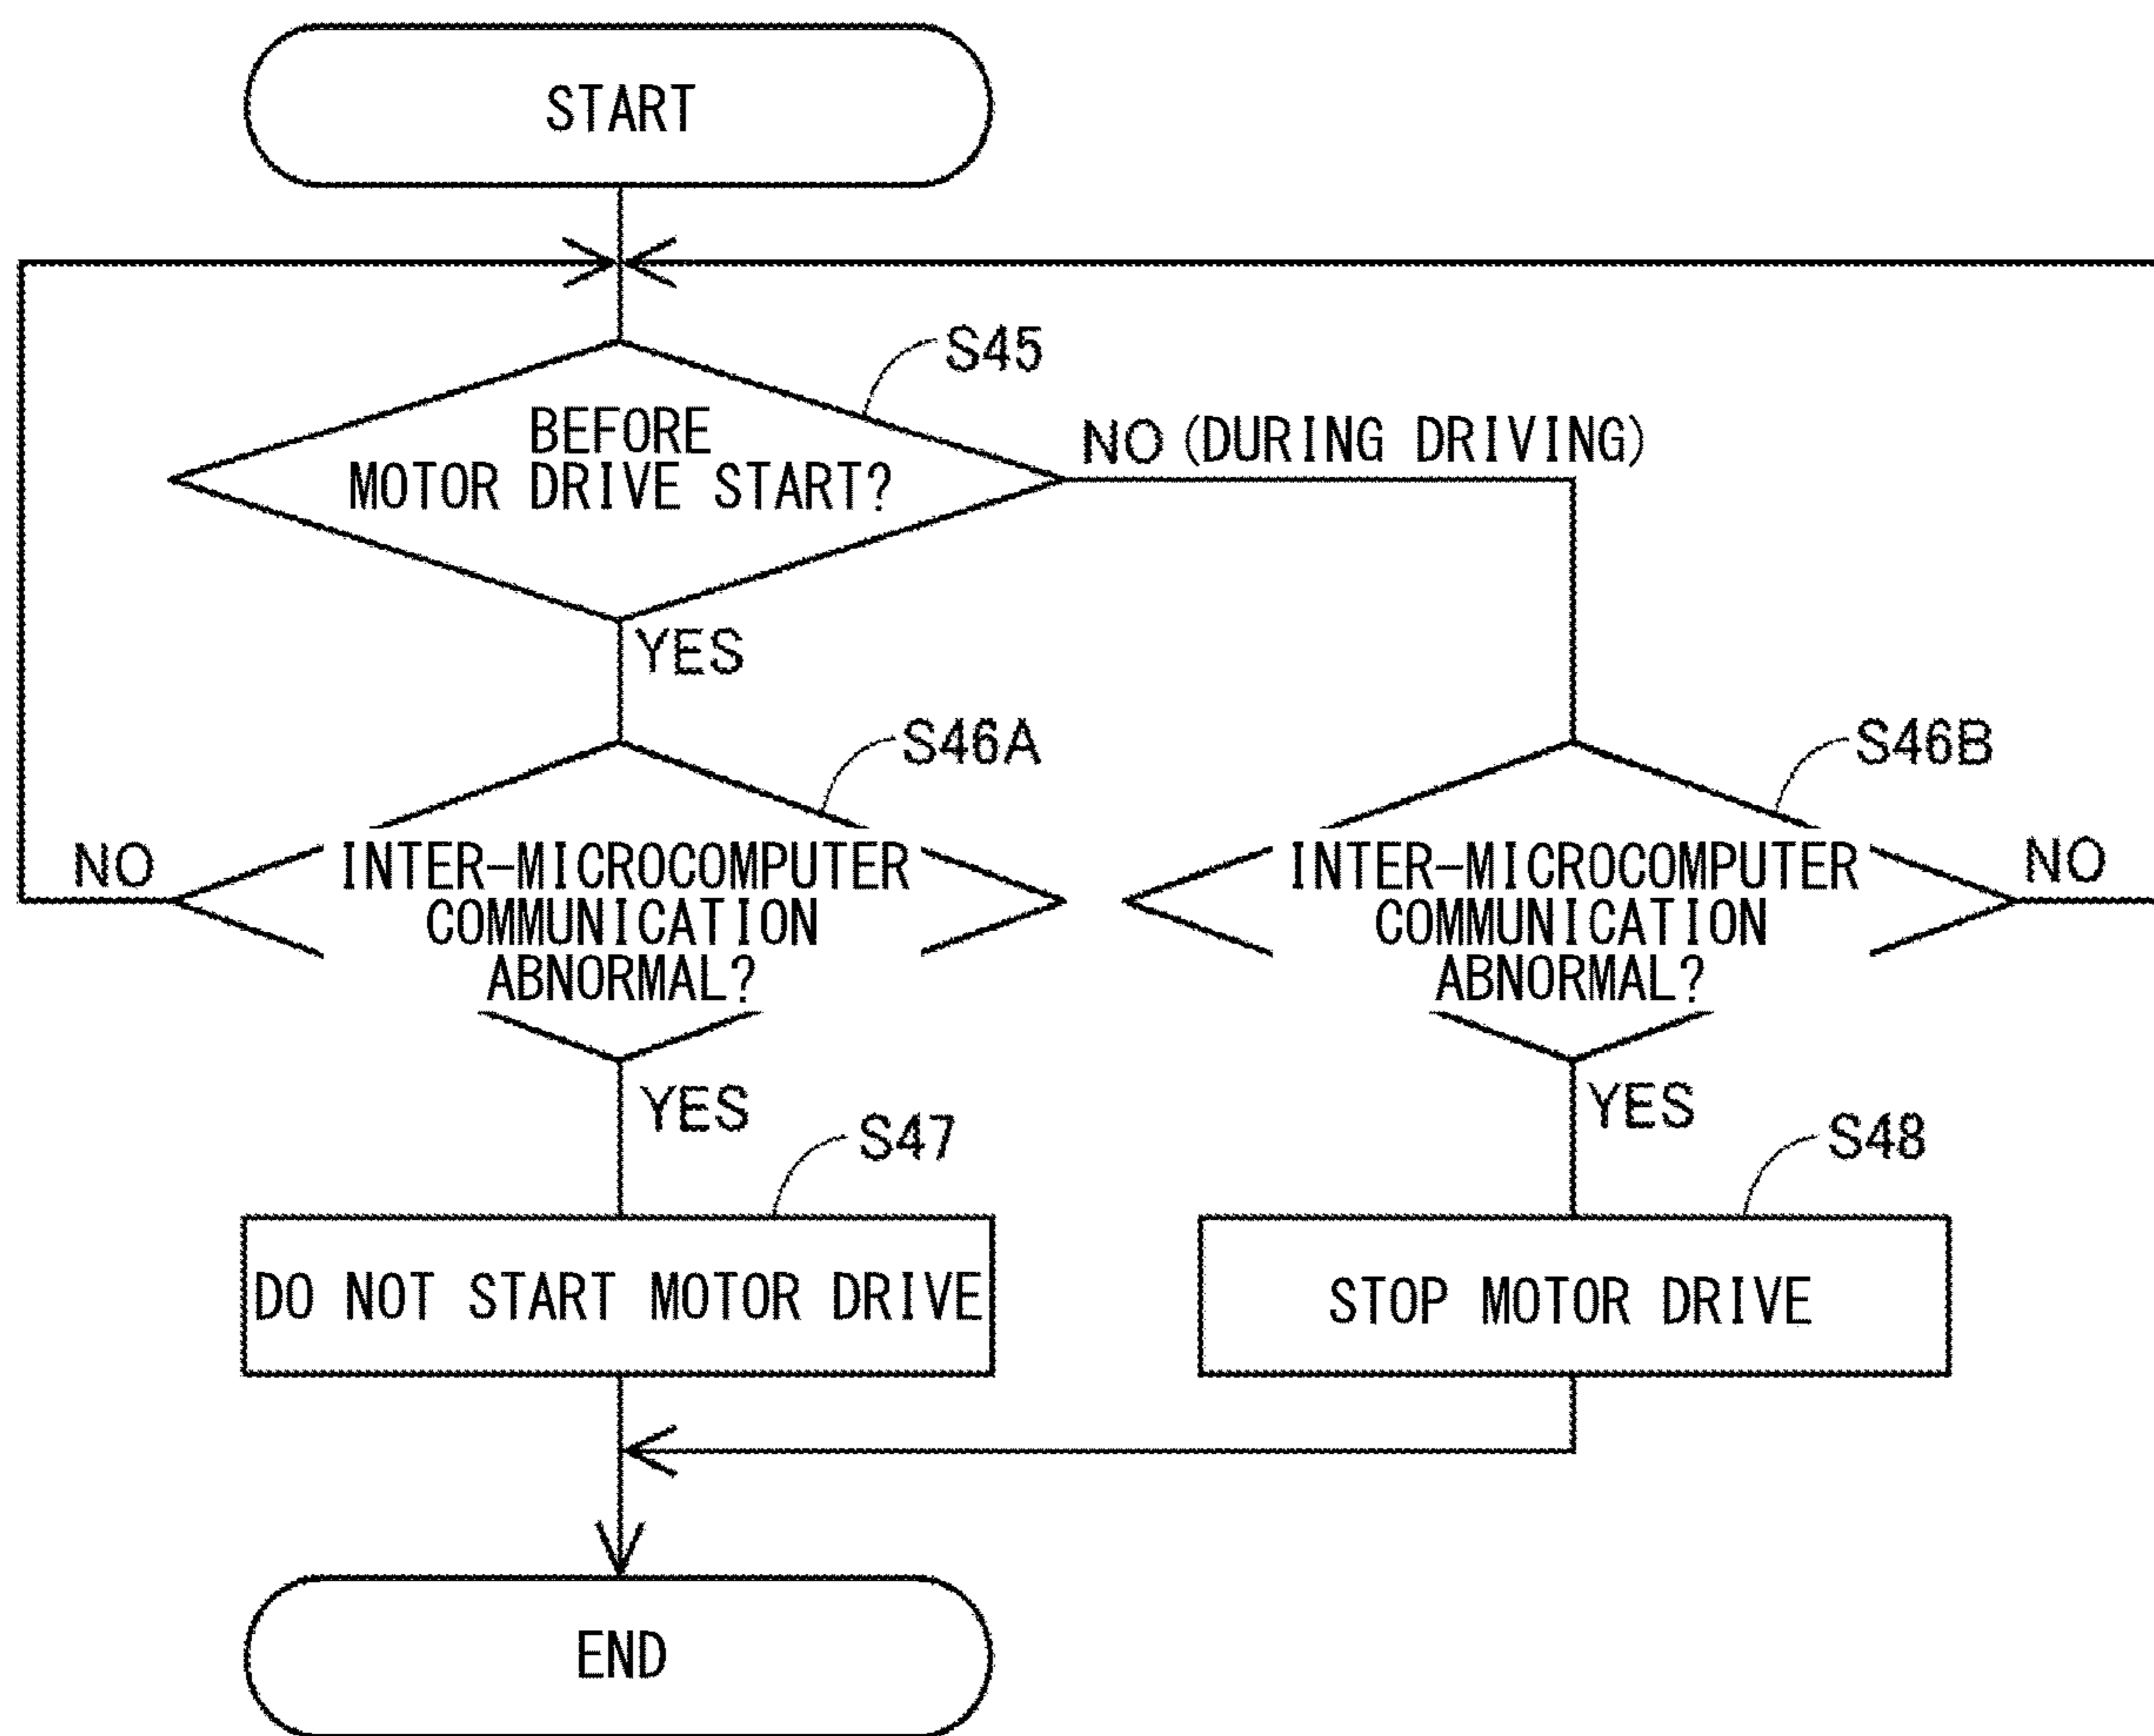 START
S45
BEFORE
MOTOR DRIVE START?
NO (DURING DRIVING)
YES
S46A
S46B
NO
INTER-MICROCOMPUTER
COMMUNICATION
ABNORMAL?
INTER-MICROCOMPUTER
COMMUNICATION
ABNORMAL?
NO
YES
YES
S47
S48
DO NOT START MOTOR DRIVE
STOP MOTOR DRIVE
END